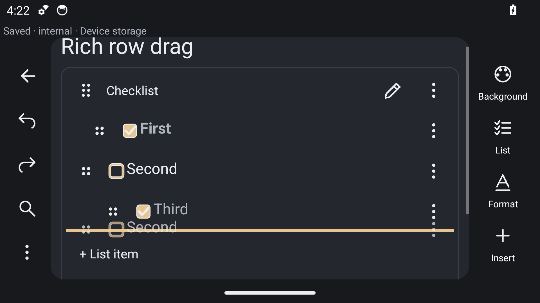 4:22
Saved · internal · Device storage
Rich row drag
Checklist
First
Second
Third
Second
+ List item
Background
List
Format
Insert